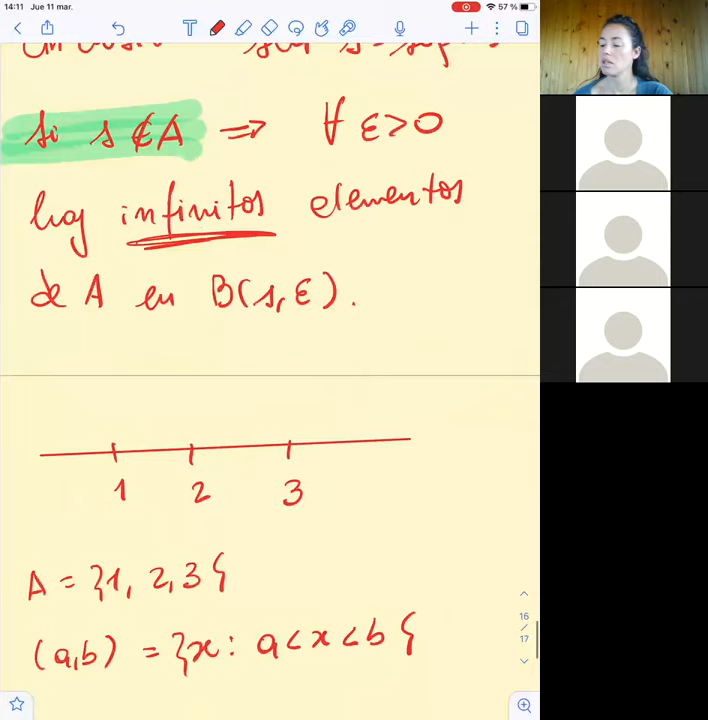 14:11 Jue 11 mar. 57 %
si s ∉ A ⇒ ∀ ε>0
hay infinitos elementos
de A en B(s, ε).
1 2 3
A = {1, 2, 3}
(a,b) = {x : a < x < b}
16
/
17